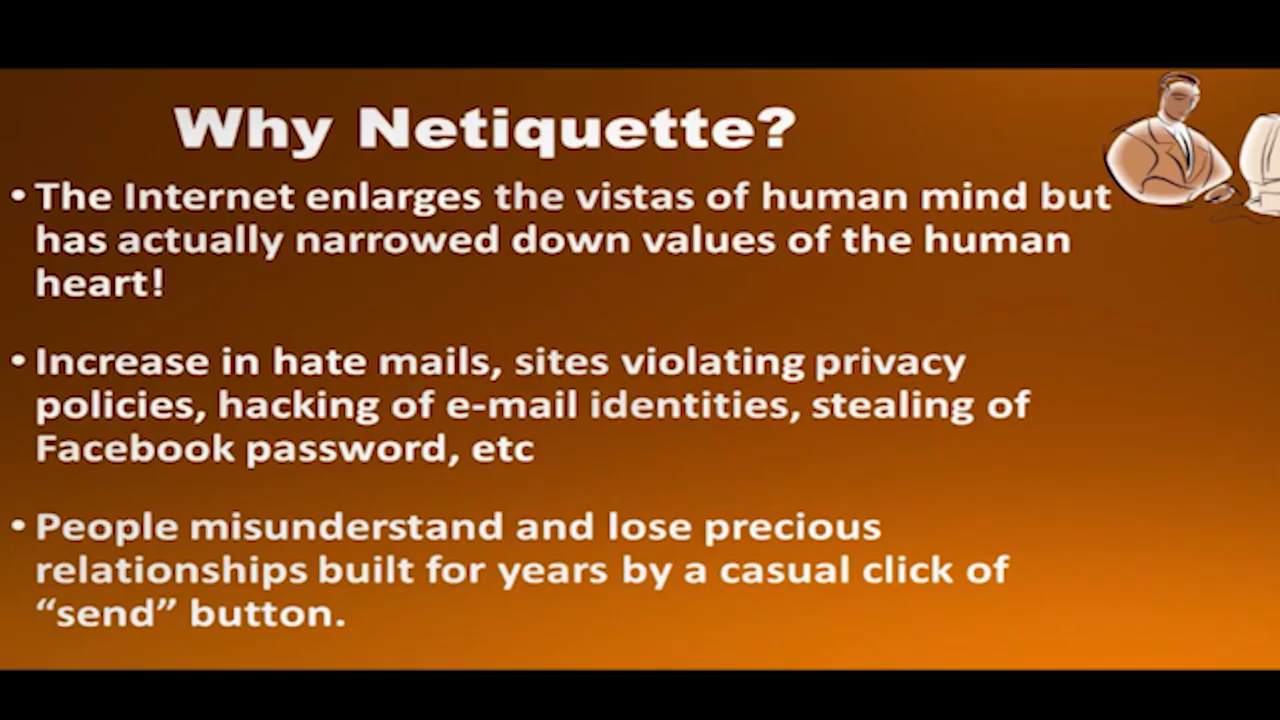 Why Netiquette?
• The Internet enlarges the vistas of human mind but
has actually narrowed down values of the human
heart!
• Increase in hate mails, sites violating privacy
policies, hacking of e-mail identities, stealing of
Facebook password, etc
• People misunderstand and lose precious
relationships built for years by a casual click of
“send” button.